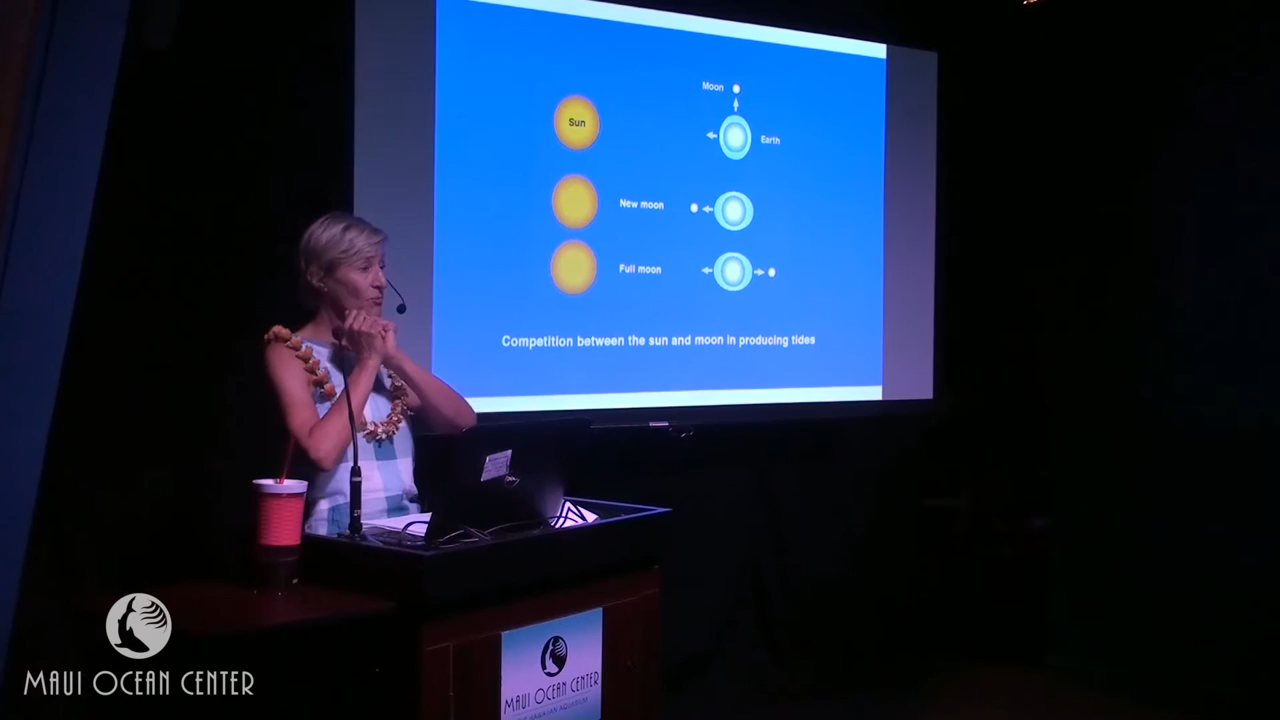 Moon
Sun
Earth
New moon
Full moon
Competition between the sun and moon in producing tides
MAUI OCEAN CENTER
MAUI OCEAN CENTER
AQUARIUM